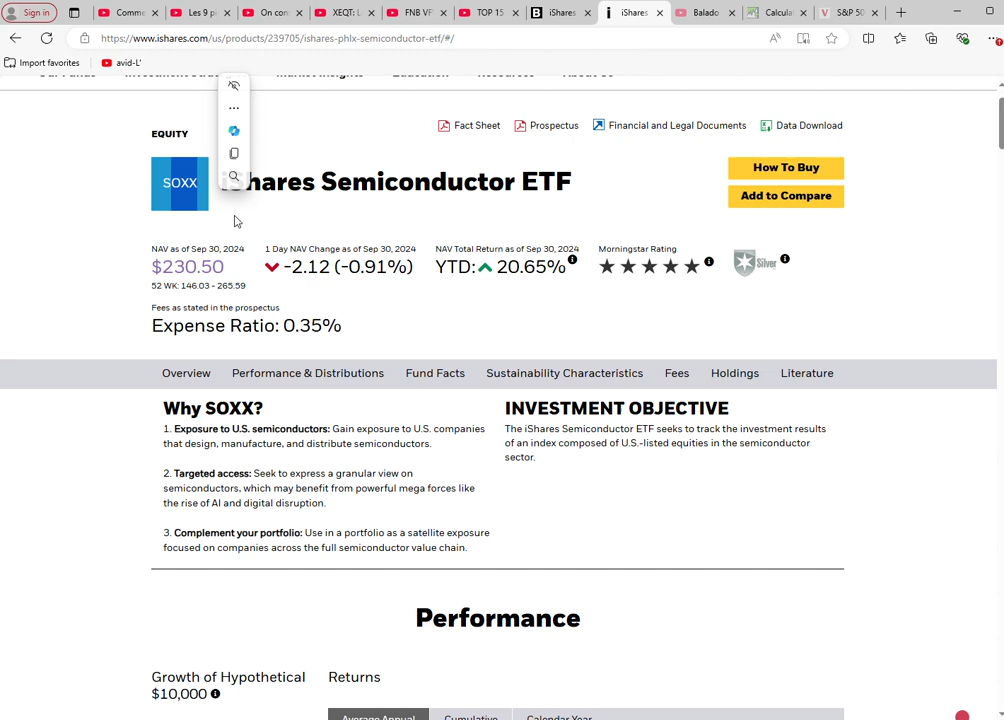 Sign in
Comme
Les 9 pi
On cons
XEQT: L
FNB VF
TOP 15
iShares
iShares
Balado
Calcula
S&P 50
https://www.ishares.com/us/products/239705/ishares-phlx-semiconductor-etf/#/
Import favorites
avid-L'
EQUITY
Fact Sheet
Prospectus
Financial and Legal Documents
Data Download
SOXX
iShares Semiconductor ETF
How To Buy
Add to Compare
NAV as of Sep 30, 2024
$230.50
52 WK: 146.03 - 265.59
1 Day NAV Change as of Sep 30, 2024
-2.12 (-0.91%)
NAV Total Return as of Sep 30, 2024
YTD: 20.65%
Morningstar Rating
Silver
Fees as stated in the prospectus
Expense Ratio: 0.35%
Overview
Performance & Distributions
Fund Facts
Sustainability Characteristics
Fees
Holdings
Literature
Why SOXX?
1. Exposure to U.S. semiconductors: Gain exposure to U.S. companies
that design, manufacture, and distribute semiconductors.
2. Targeted access: Seek to express a granular view on
semiconductors, which may benefit from powerful mega forces like
the rise of AI and digital disruption.
3. Complement your portfolio: Use in a portfolio as a satellite exposure
focused on companies across the full semiconductor value chain.
INVESTMENT OBJECTIVE
The iShares Semiconductor ETF seeks to track the investment results
of an index composed of U.S.-listed equities in the semiconductor
sector.
Performance
Growth of Hypothetical
$10,000
Returns
Average Annual
Cumulative
Calendar Year